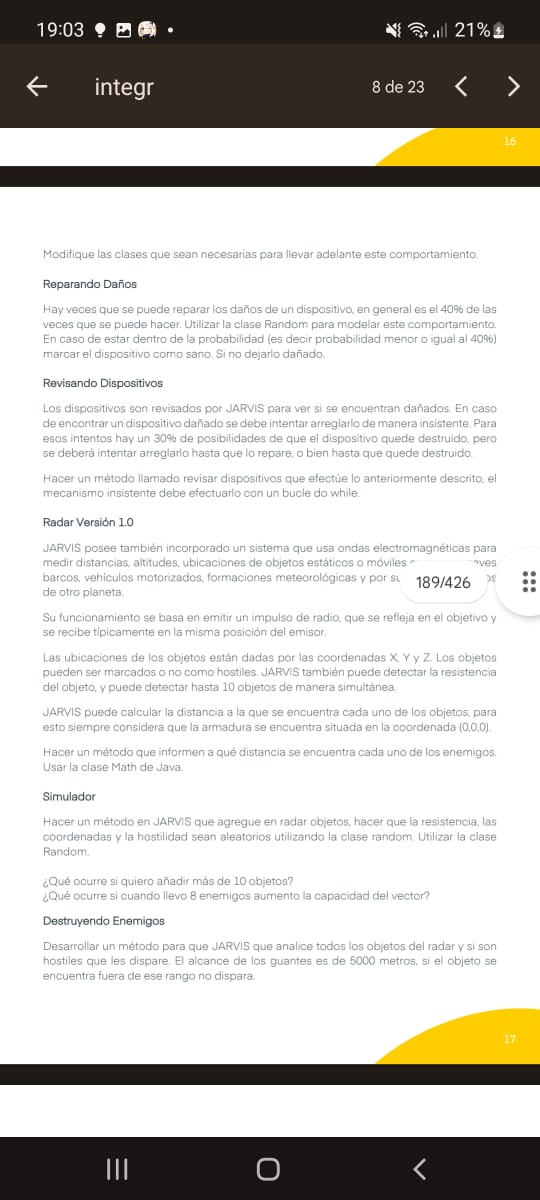 19:03
21%
integr
8 de 23
16
Modifique las clases que sean necesarias para llevar adelante este comportamiento.
Reparando Daños
Hay veces que se puede reparar los daños de un dispositivo, en general es el 40% de las
veces que se puede hacer. Utilizar la clase Random para modelar este comportamiento.
En caso de estar dentro de la probabilidad (es decir probabilidad menor o igual al 40%)
marcar el dispositivo como sano. Si no dejarlo dañado.
Revisando Dispositivos
Los dispositivos son revisados por JARVIS para ver si se encuentran dañados. En caso
de encontrar un dispositivo dañado se debe intentar arreglarlo de manera insistente. Para
esos intentos hay un 30% de posibilidades de que el dispositivo quede destruido, pero
se deberá intentar arreglarlo hasta que lo repare, o bien hasta que quede destruido.
Hacer un método llamado revisar dispositivos que efectúe lo anteriormente descrito, el
mecanismo insistente debe efectuarlo con un bucle do while.
Radar Versión 1.0
JARVIS posee también incorporado un sistema que usa ondas electromagnéticas para
medir distancias, altitudes, ubicaciones de objetos estáticos o móviles
barcos, vehículos motorizados, formaciones meteorológicas y por su
189/426
de otro planeta.
Su funcionamiento se basa en emitir un impulso de radio, que se refleja en el objetivo y
se recibe típicamente en la misma posición del emisor.
Las ubicaciones de los objetos están dadas por las coordenadas X, Y y Z. Los objetos
pueden ser marcados o no como hostiles. JARVIS también puede detectar la resistencia
del objeto, y puede detectar hasta 10 objetos de manera simultánea.
JARVIS puede calcular la distancia a la que se encuentra cada uno de los objetos, para
esto siempre considera que la armadura se encuentra situada en la coordenada (0,0,0).
Hacer un método que informen a qué distancia se encuentra cada uno de los enemigos.
Usar la clase Math de Java.
Simulador
Hacer un método en JARVIS que agregue en radar objetos, hacer que la resistencia, las
coordenadas y la hostilidad sean aleatorios utilizando la clase random. Utilizar la clase
Random.
¿Qué ocurre si quiero añadir más de 10 objetos?
¿Qué ocurre si cuando llevo 8 enemigos aumento la capacidad del vector?
Destruyendo Enemigos
Desarrollar un método para que JARVIS que analice todos los objetos del radar y si son
hostiles que les dispare. El alcance de los guantes es de 5000 metros, si el objeto se
encuentra fuera de ese rango no dispara.
17